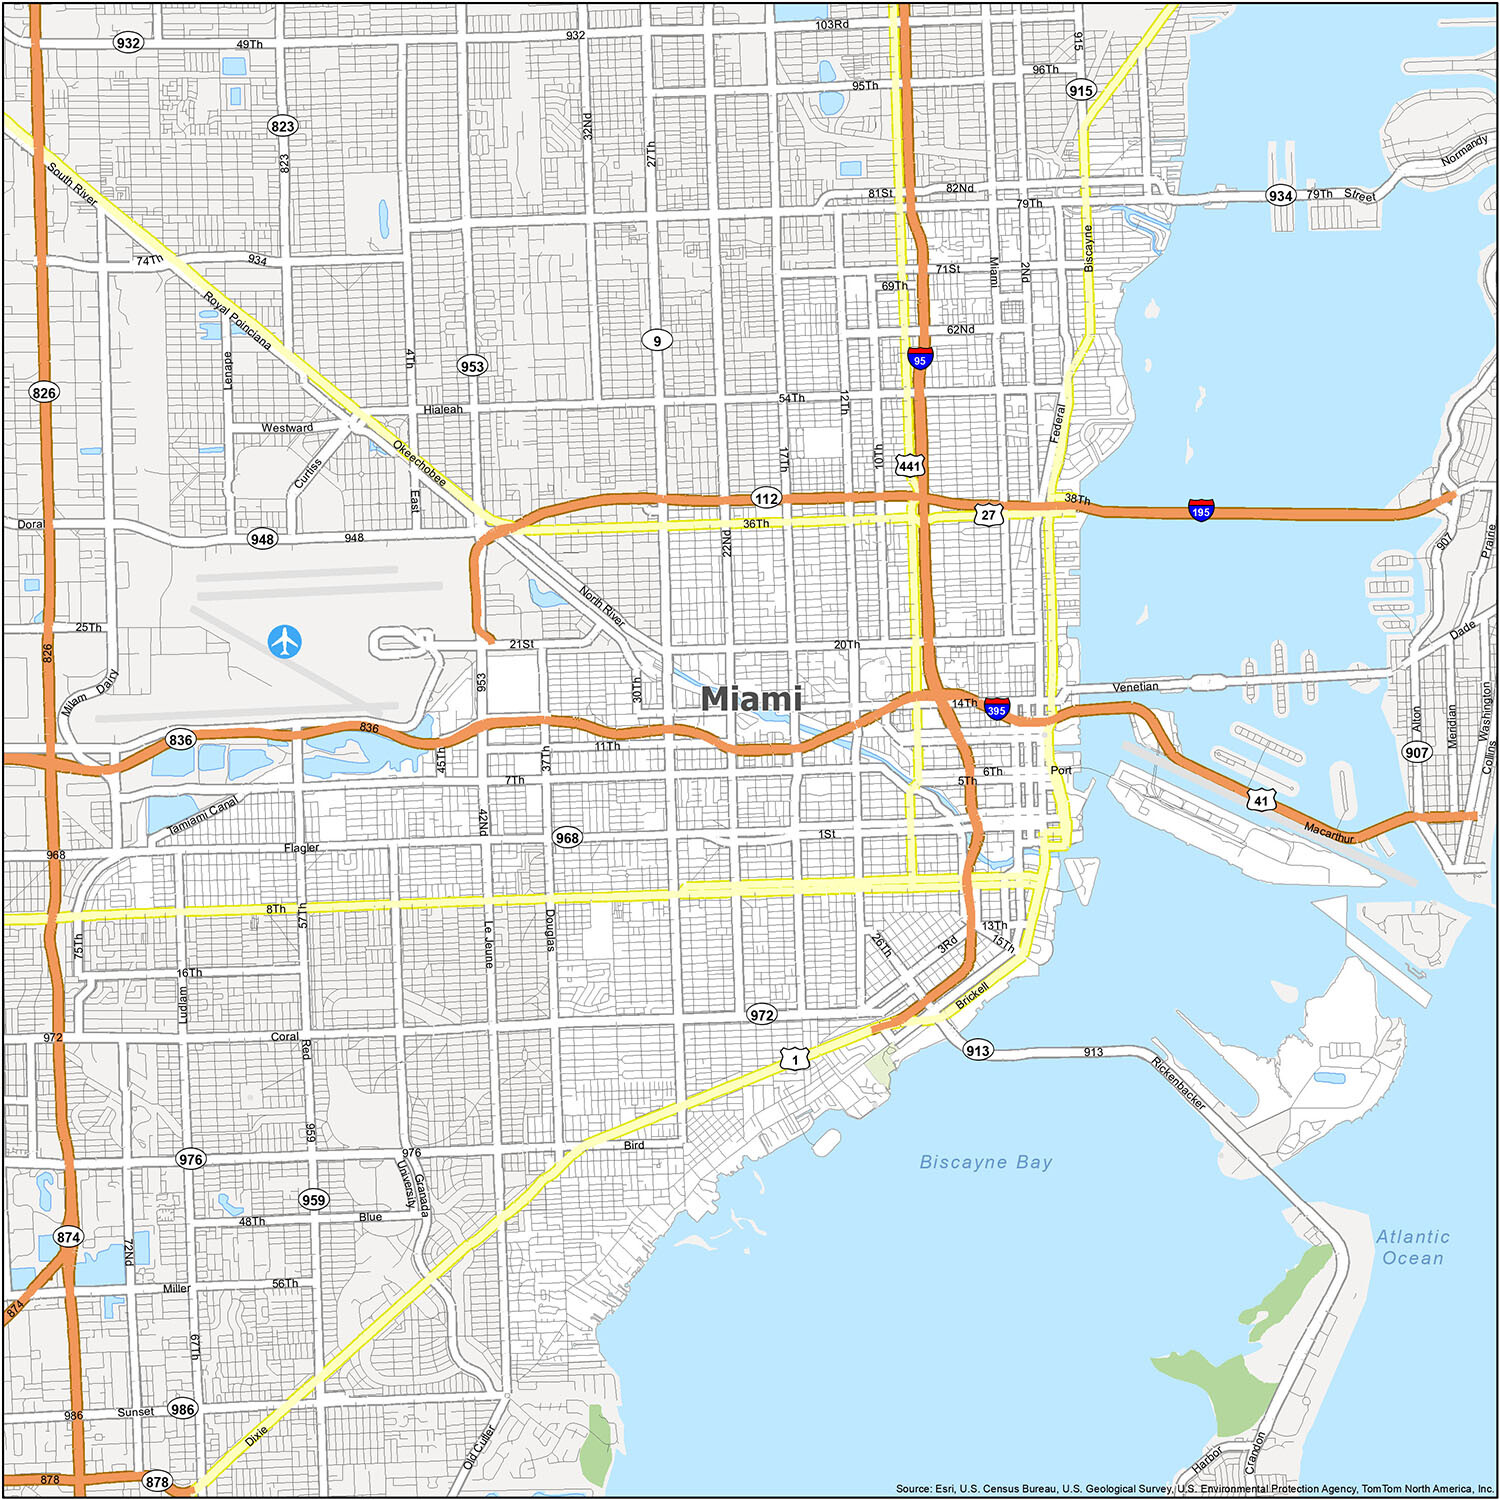 103Rd
932
49Th
932
915
96Th
95Th
915
823
32Nd
27Th
823
South River
Normandy
81St
82Nd
934
79Th
Street
79Th
Biscayne
74Th
934
71St
Miami
2Nd
69Th
Royal Poinciana
62Nd
9
4Th
953
95
Lenape
826
54Th
12Th
Hialeah
Westward
Federal
Okeechobee
17Th
10Th
441
Curtiss
East
112
38Th
195
27
Doral
36Th
948
948
22Nd
907
Prairie
North River
25Th
Dade
826
21St
20Th
953
30Th
Miami
Venetian
Milam Dairy
14Th
395
Alton
Meridian
Washington
836
836
11Th
907
Collins
45Th
37Th
7Th
5Th
6Th
Port
41
Tamiami Canal
42Nd
968
1St
Macarthur
968
Flagler
8Th
57Th
Le Jeune
Douglas
75Th
26Th
3Rd
13Th
15Th
16Th
Ludlam
Brickell
972
972
Coral
Red
1
913
913
Rickenbacker
959
Bird
976
976
Biscayne Bay
University
Granada
959
48Th
Blue
874
72Nd
Atlantic
Ocean
Miller
56Th
874
67Th
986
Sunset
986
Dixie
Old Culler
Harbor
Crandon
878
878
Source: Esri, U.S. Census Bureau, U.S. Geological Survey, U.S. Environmental Protection Agency, TomTom North America, Inc.